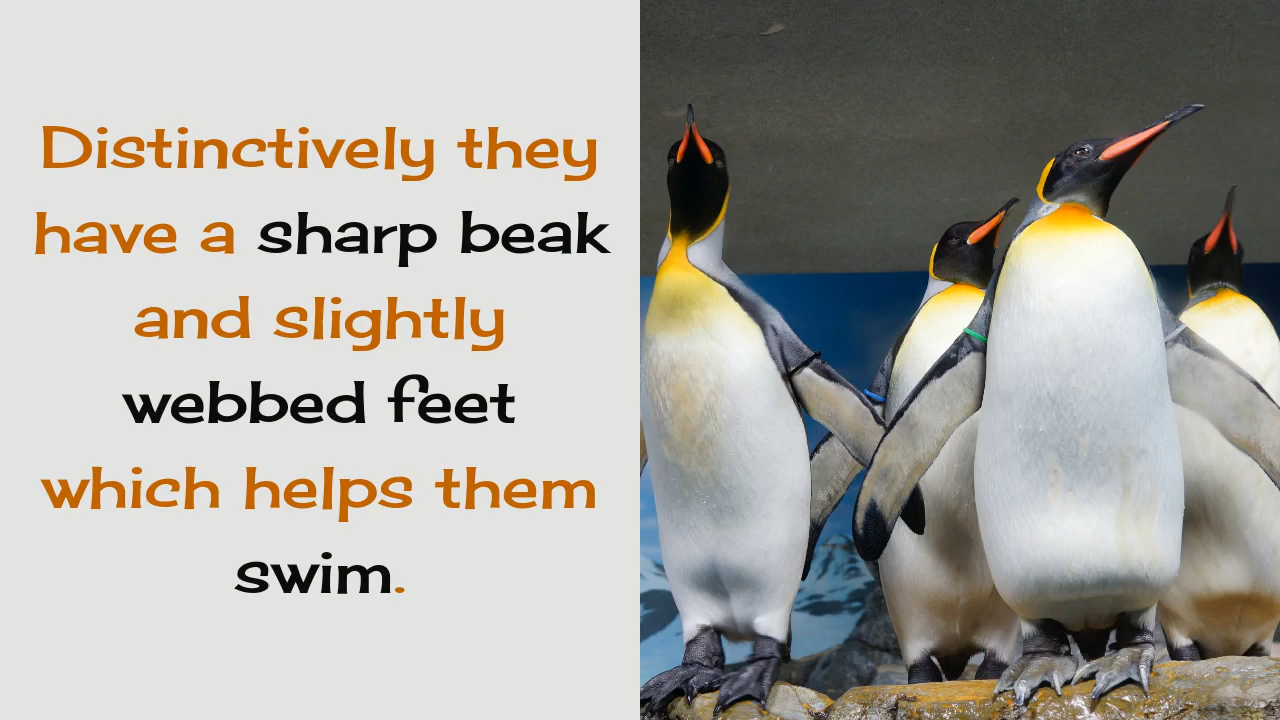 Distinctively they
have a sharp beak
and slightly
webbed feet
which helps them
swim.